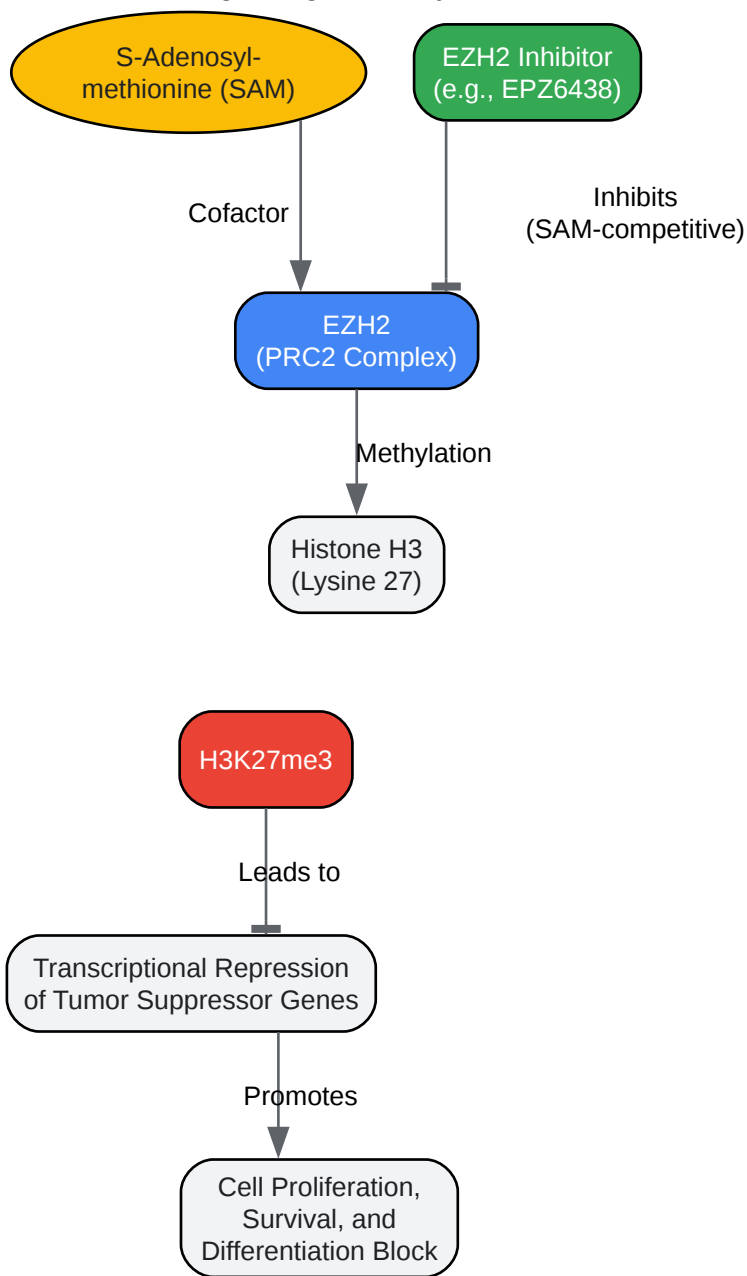 S-Adenosyl-
methionine (SAM)
EZH2 Inhibitor
(e.g., EPZ6438)
Cofactor
Inhibits
(SAM-competitive)
EZH2
(PRC2 Complex)
Methylation
Histone H3
(Lysine 27)
H3K27me3
Leads to
Transcriptional Repression
of Tumor Suppressor Genes
Promotes
Cell Proliferation,
Survival, and
Differentiation Block